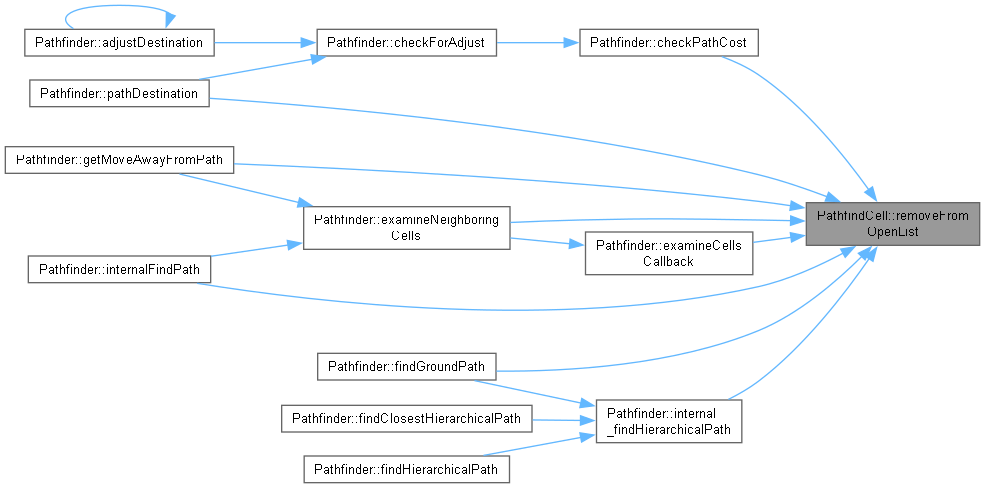 Pathfinder::adjustDestination
Pathfinder::checkForAdjust
Pathfinder::checkPathCost
Pathfinder::pathDestination
Pathfinder::getMoveAwayFromPath
Pathfinder::examineNeighboring
Cells
PathfindCell::removeFrom
OpenList
Pathfinder::examineCells
Callback
Pathfinder::internalFindPath
Pathfinder::findGroundPath
Pathfinder::findClosestHierarchicalPath
Pathfinder::internal
_findHierarchicalPath
Pathfinder::findHierarchicalPath